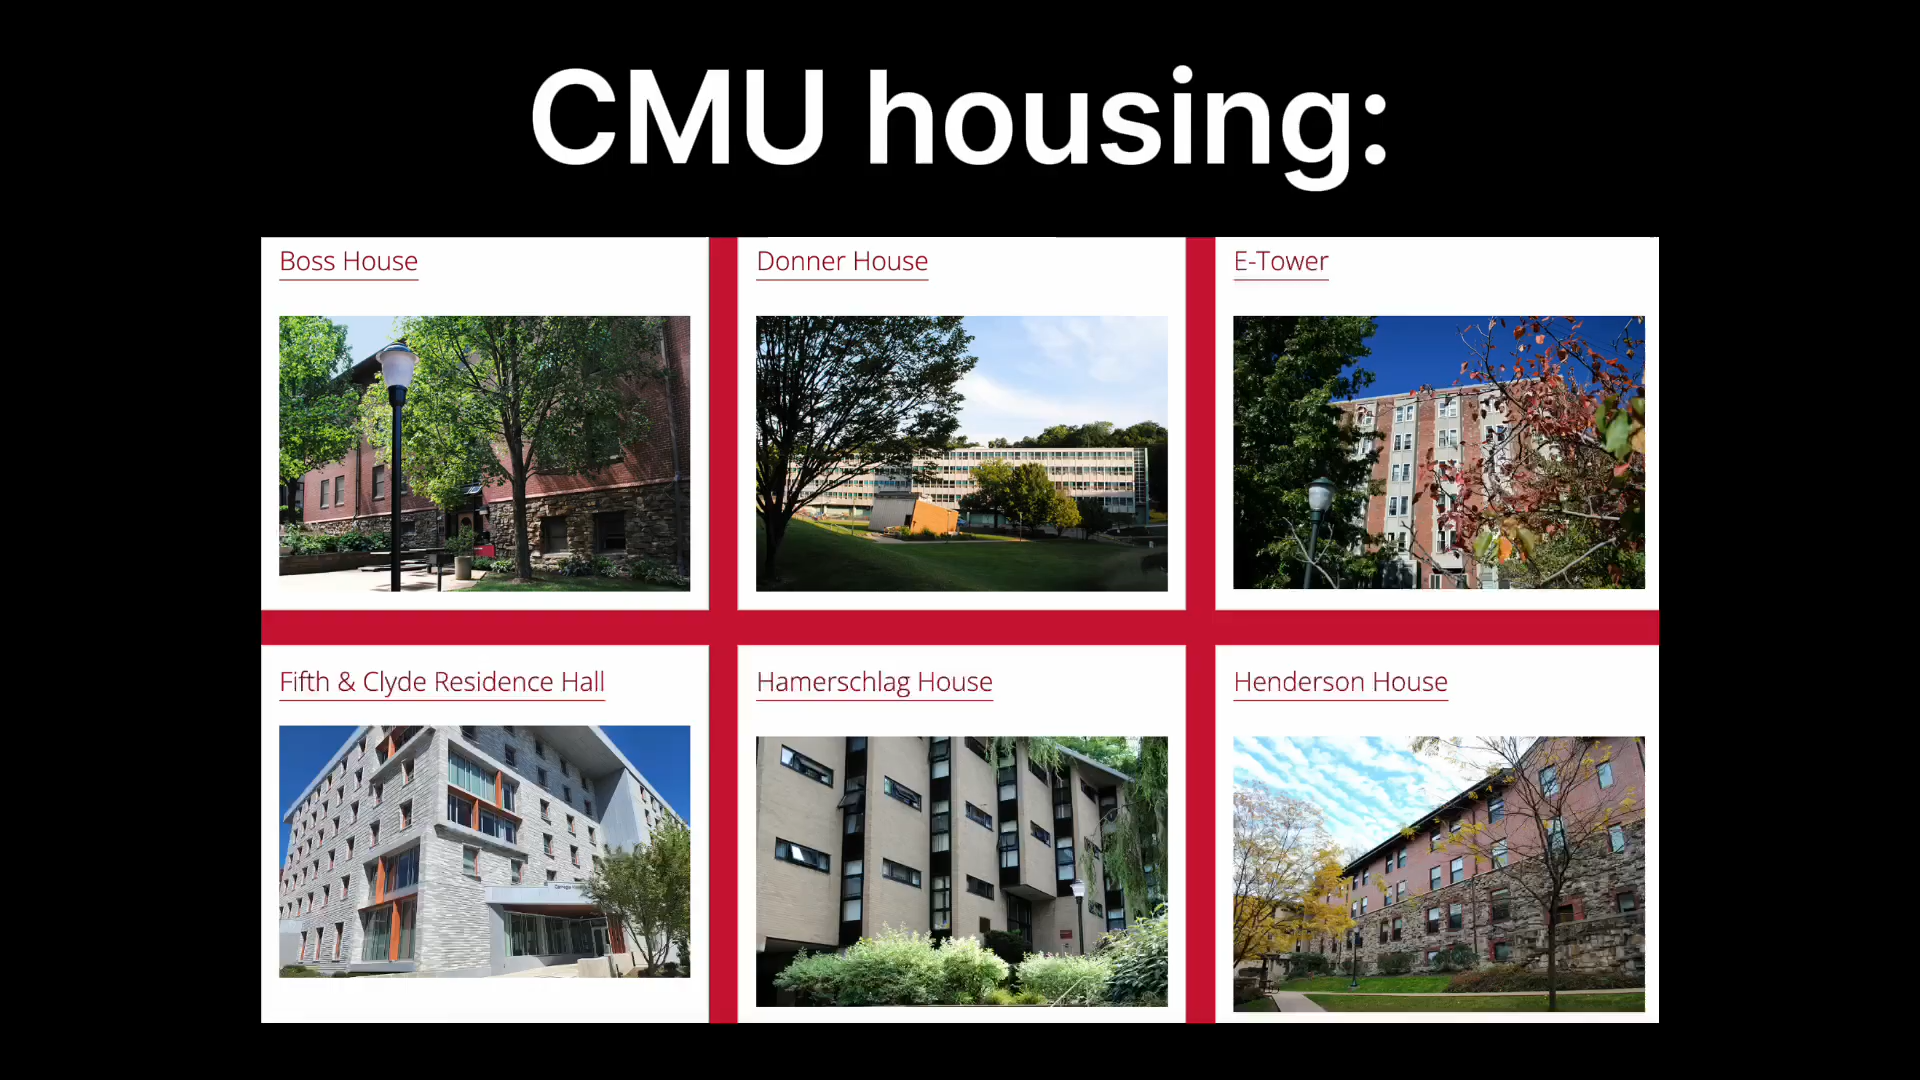 CMU housing:
Boss House
Donner House
E-Tower
Fifth & Clyde Residence Hall
Hamerschlag House
Henderson House